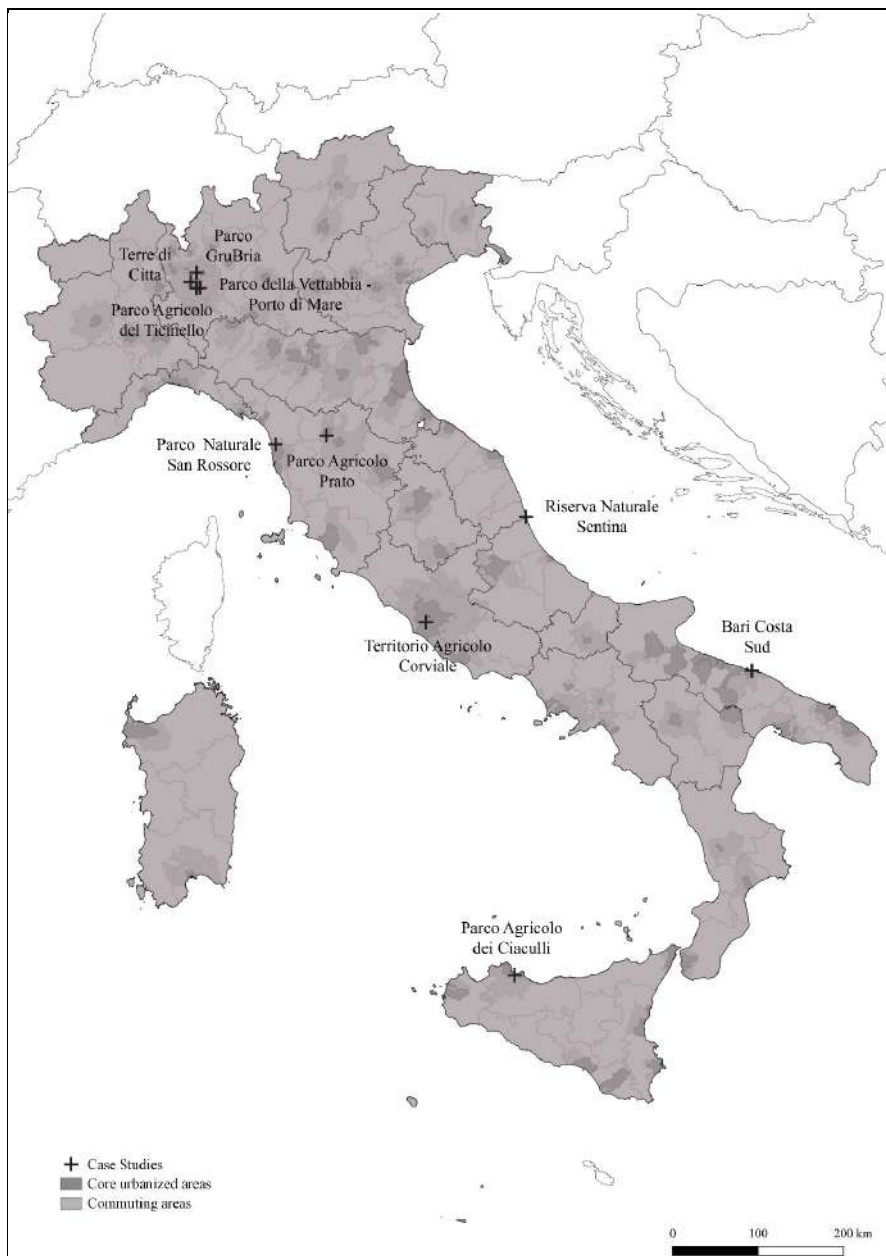 Parco
GruBria
Terre di
Citta
Parco della Vettabbia -
Porto di Mare
Parco Agricolo
del Ticinello
Parco Naturale
San Rossore
Parco Agricolo
Prato
Riserva Naturale
Sentina
Territorio Agricolo
Corviale
Bari Costa
Sud
Parco Agricolo
dei Ciaculli
Case Studies
Core urbanized areas
Commuting areas
0 100 200 km